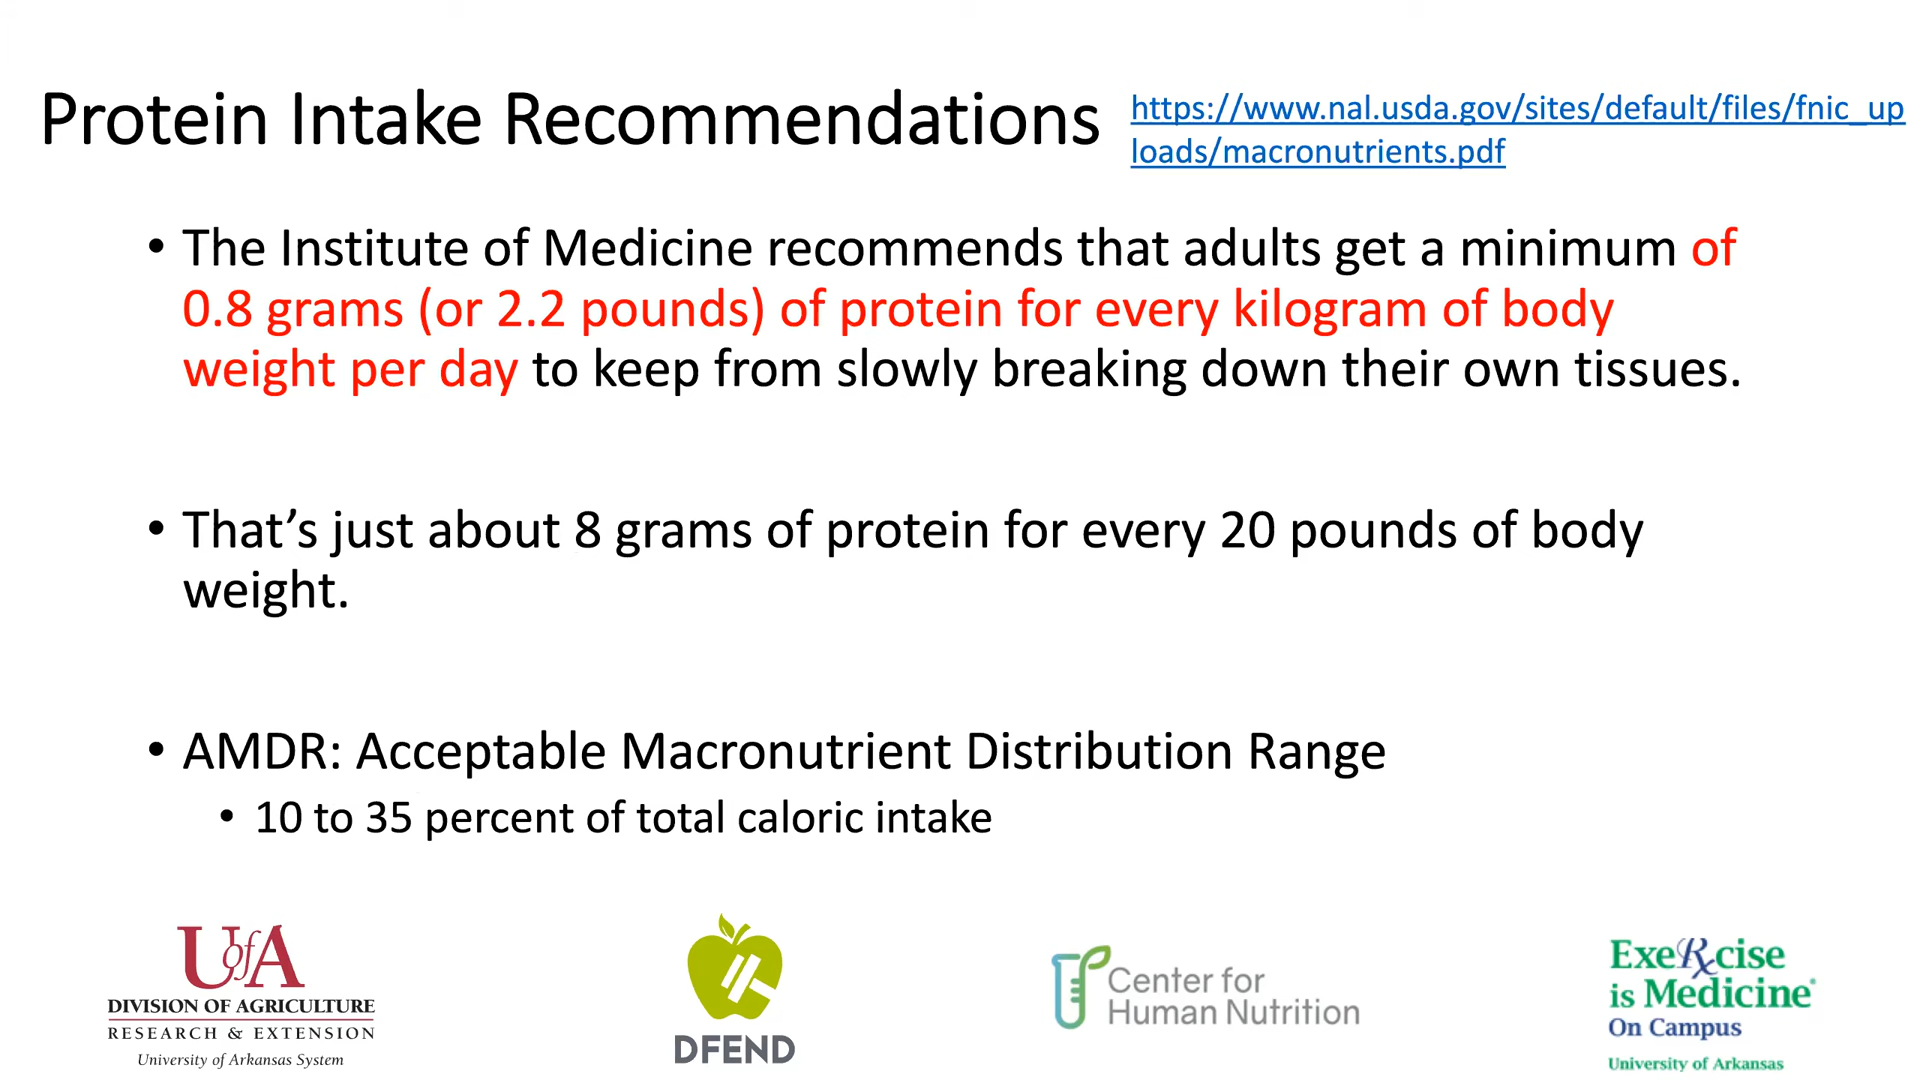 Protein Intake Recommendations
https://www.nal.usda.gov/sites/default/files/fnic_up
loads/macronutrients.pdf
• The Institute of Medicine recommends that adults get a minimum of
0.8 grams (or 2.2 pounds) of protein for every kilogram of body
weight per day to keep from slowly breaking down their own tissues.
• That’s just about 8 grams of protein for every 20 pounds of body
weight.
• AMDR: Acceptable Macronutrient Distribution Range
• 10 to 35 percent of total caloric intake
UofA
DIVISION OF AGRICULTURE
RESEARCH & EXTENSION
University of Arkansas System
DFEND
Center for
Human Nutrition
ExeRxcise
is Medicine®
On Campus
University of Arkansas